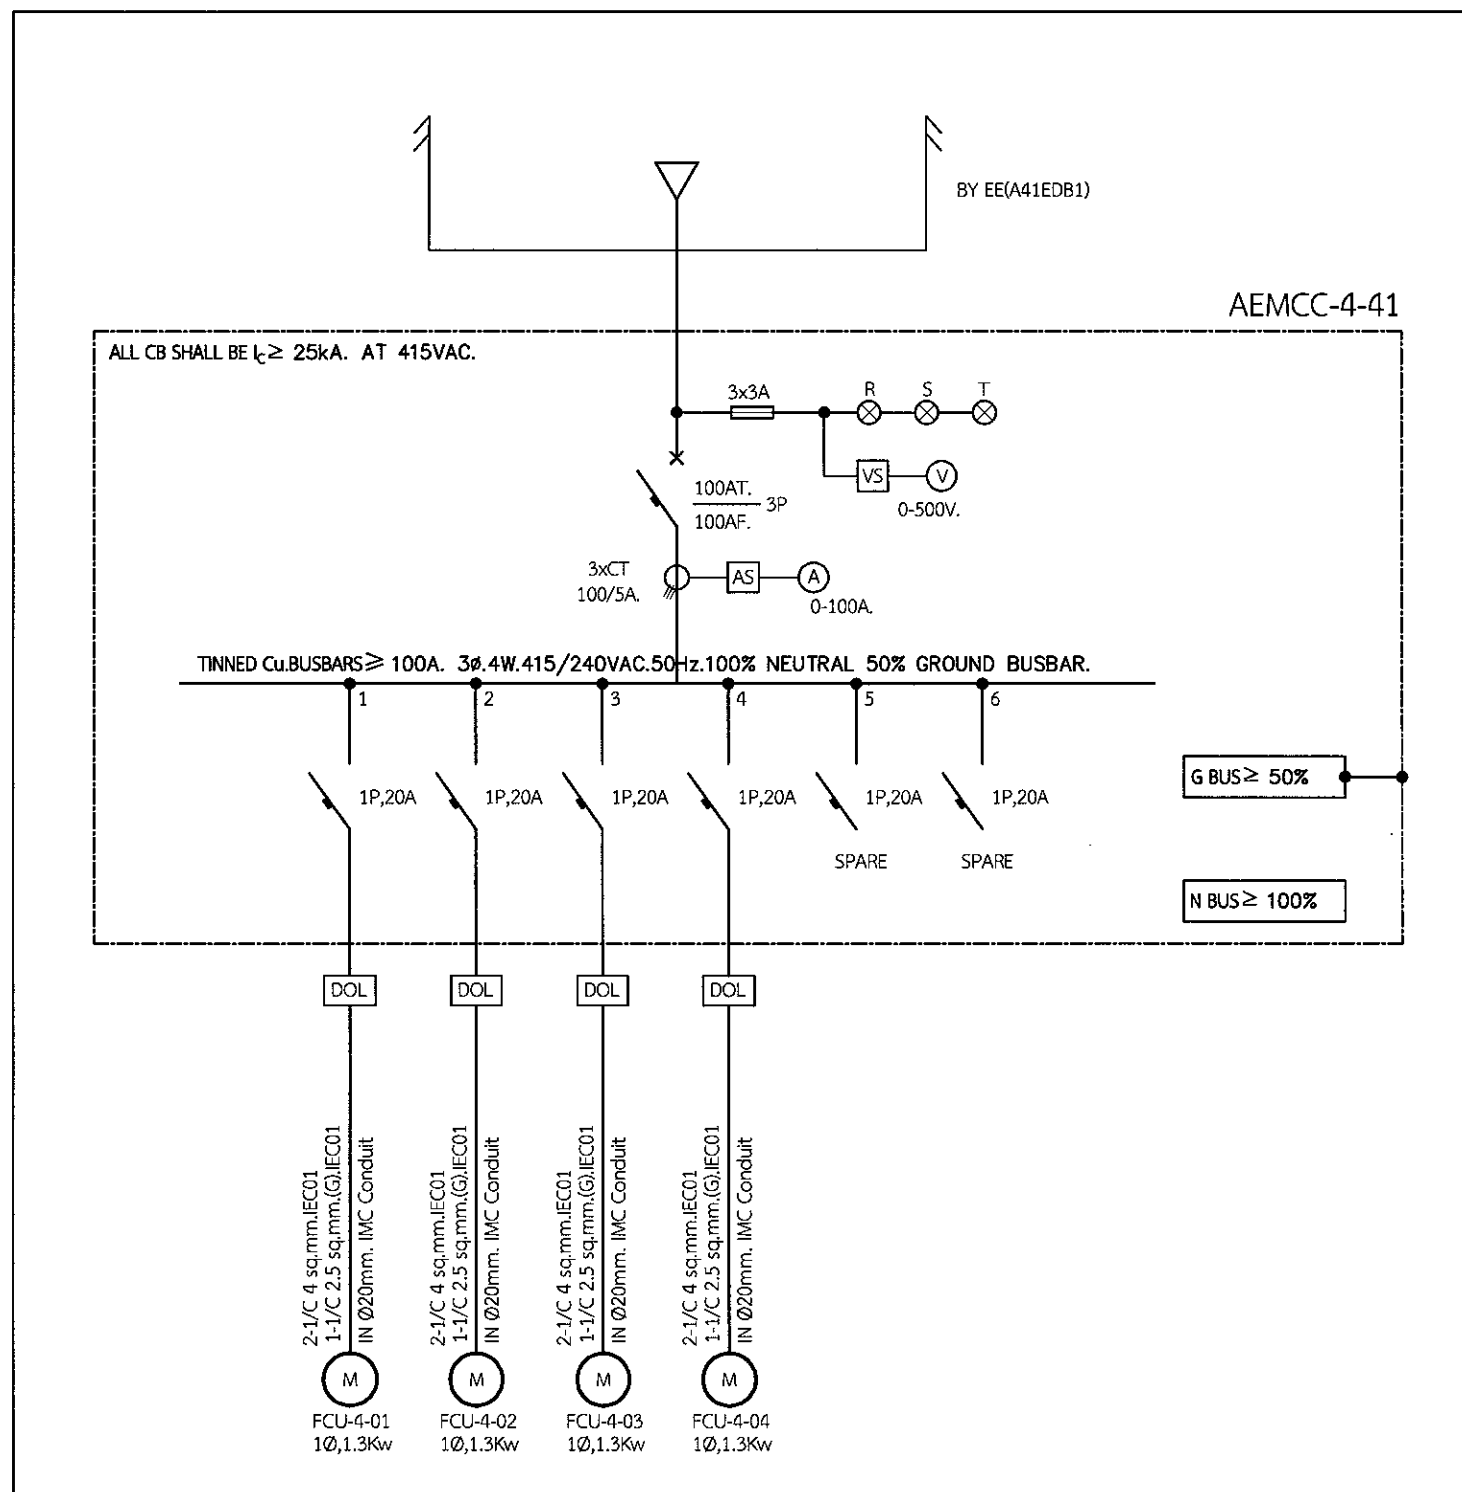 BY EE(A41EDB1)
AEMCC-4-41
ALL CB SHALL BE Ic ≥ 25kA. AT 415VAC.
3x3A
R
S
T
VS
V
0-500V.
100AT.
100AF.
3P
3xCT
100/5A.
AS
A
0-100A.
TINNED Cu.BUSBARS ≥ 100A. 3ø.4W.415/240VAC.50Hz.100% NEUTRAL 50% GROUND BUSBAR.
1
2
3
4
5
6
1P,20A
1P,20A
1P,20A
1P,20A
1P,20A
1P,20A
SPARE
SPARE
G BUS ≥ 50%
N BUS ≥ 100%
DOL
DOL
DOL
DOL
2-1/C 4 sq.mm.IEC01
1-1/C 2.5 sq.mm.(G).IEC01
IN Ø20mm. IMC Conduit
2-1/C 4 sq.mm.IEC01
1-1/C 2.5 sq.mm.(G).IEC01
IN Ø20mm. IMC Conduit
2-1/C 4 sq.mm.IEC01
1-1/C 2.5 sq.mm.(G).IEC01
IN Ø20mm. IMC Conduit
2-1/C 4 sq.mm.IEC01
1-1/C 2.5 sq.mm.(G).IEC01
IN Ø20mm. IMC Conduit
M
M
M
M
FCU-4-01
1Ø,1.3Kw
FCU-4-02
1Ø,1.3Kw
FCU-4-03
1Ø,1.3Kw
FCU-4-04
1Ø,1.3Kw